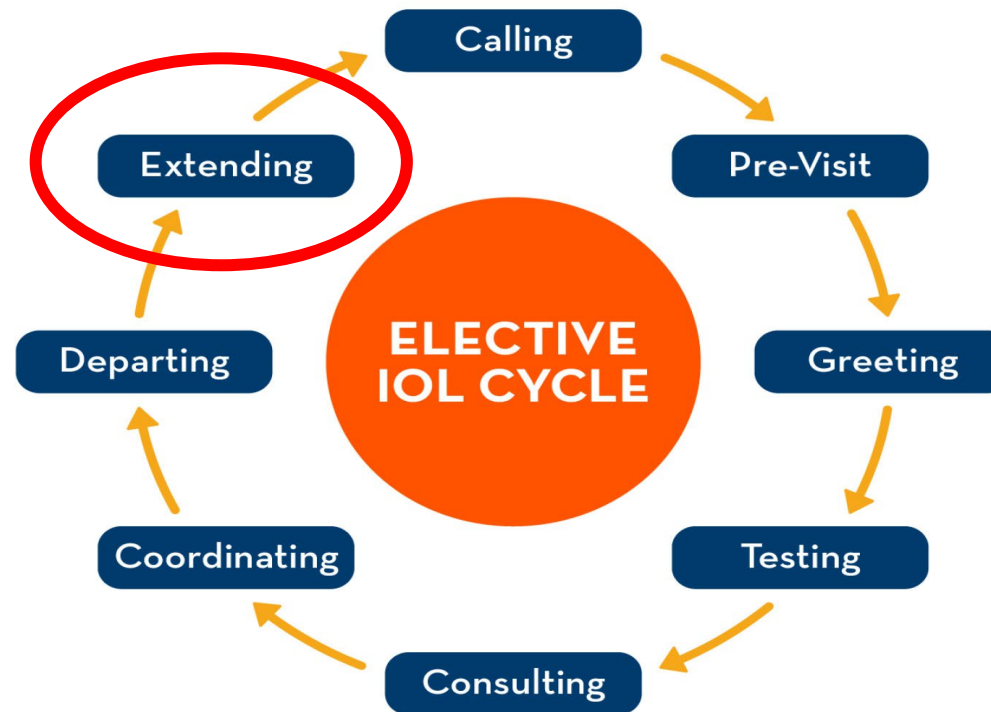 Calling
Extending
Pre-Visit
ELECTIVE
IOL CYCLE
Departing
Greeting
Coordinating
Testing
Consulting